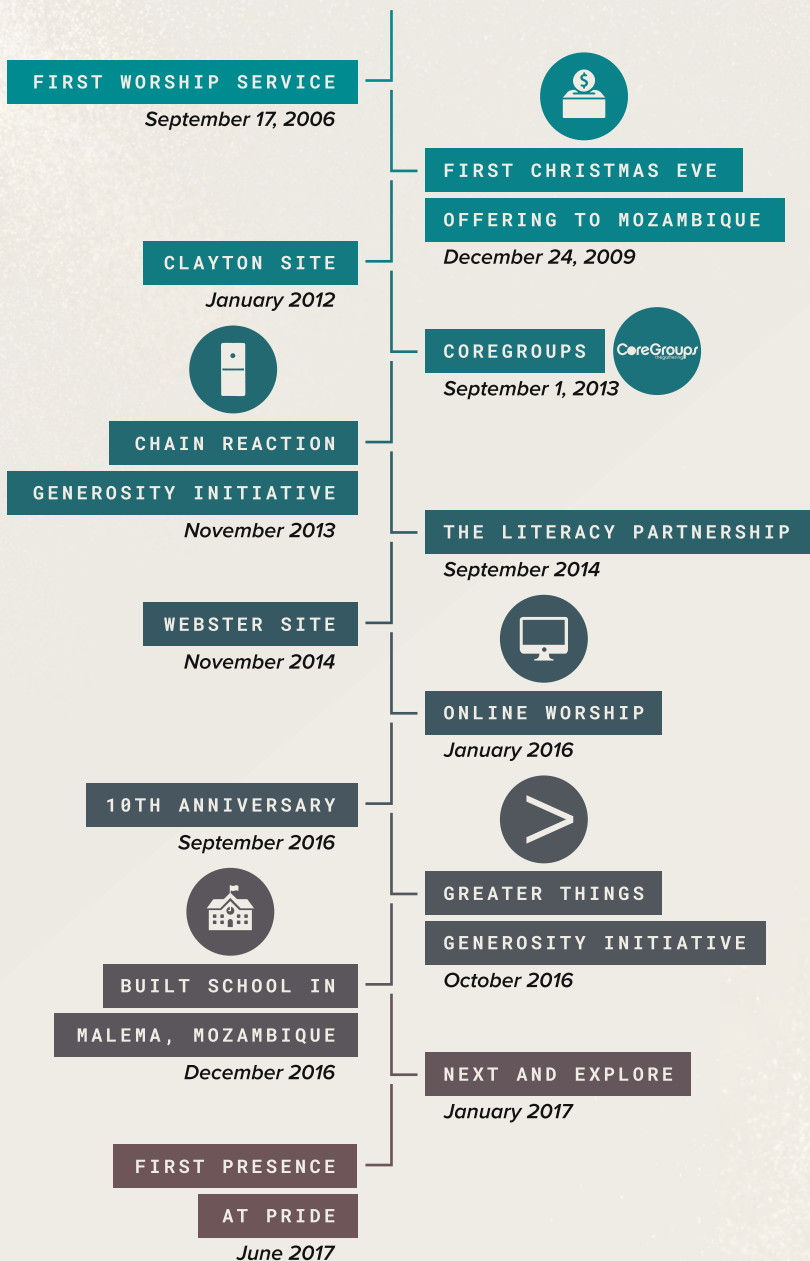 FIRST WORSHIP SERVICE
September 17, 2006
$
FIRST CHRISTMAS EVE
OFFERING TO MOZAMBIQUE
December 24, 2009
CLAYTON SITE
January 2012
COREGROUPS
CoreGroups
thegathering
September 1, 2013
CHAIN REACTION
GENEROSITY INITIATIVE
November 2013
THE LITERACY PARTNERSHIP
September 2014
WEBSTER SITE
November 2014
ONLINE WORSHIP
January 2016
10TH ANNIVERSARY
September 2016
>
GREATER THINGS
GENEROSITY INITIATIVE
October 2016
BUILT SCHOOL IN
MALEMA, MOZAMBIQUE
December 2016
NEXT AND EXPLORE
January 2017
FIRST PRESENCE
AT PRIDE
June 2017